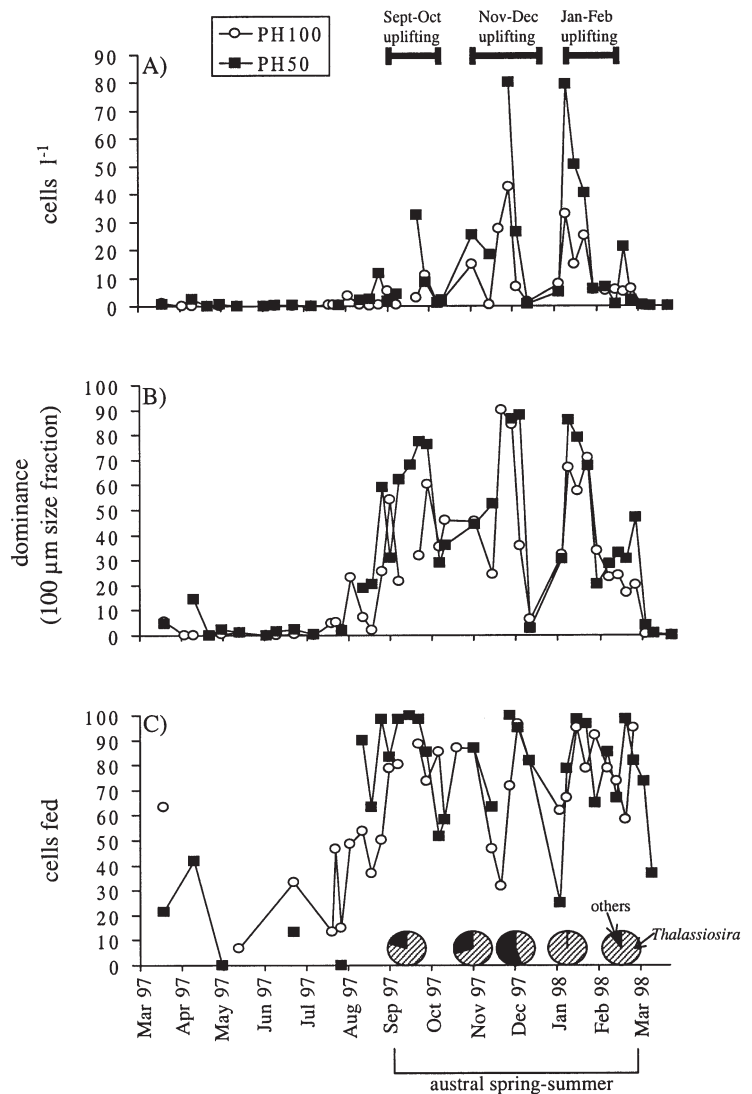 PH100
PH50
Sept-Oct
uplifting
Nov-Dec
uplifting
Jan-Feb
uplifting
A)
90
80
70
60
50
40
30
20
10
0
cells l-1
B)
100
90
80
70
60
50
40
30
20
10
0
dominance
(100 µm size fraction)
C)
100
90
80
70
60
50
40
30
20
10
0
cells fed
others
Thalassiosira
Mar 97
Apr 97
May 97
Jun 97
Jul 97
Aug 97
Sep 97
Oct 97
Nov 97
Dec 97
Jan 98
Feb 98
Mar 98
austral spring-summer